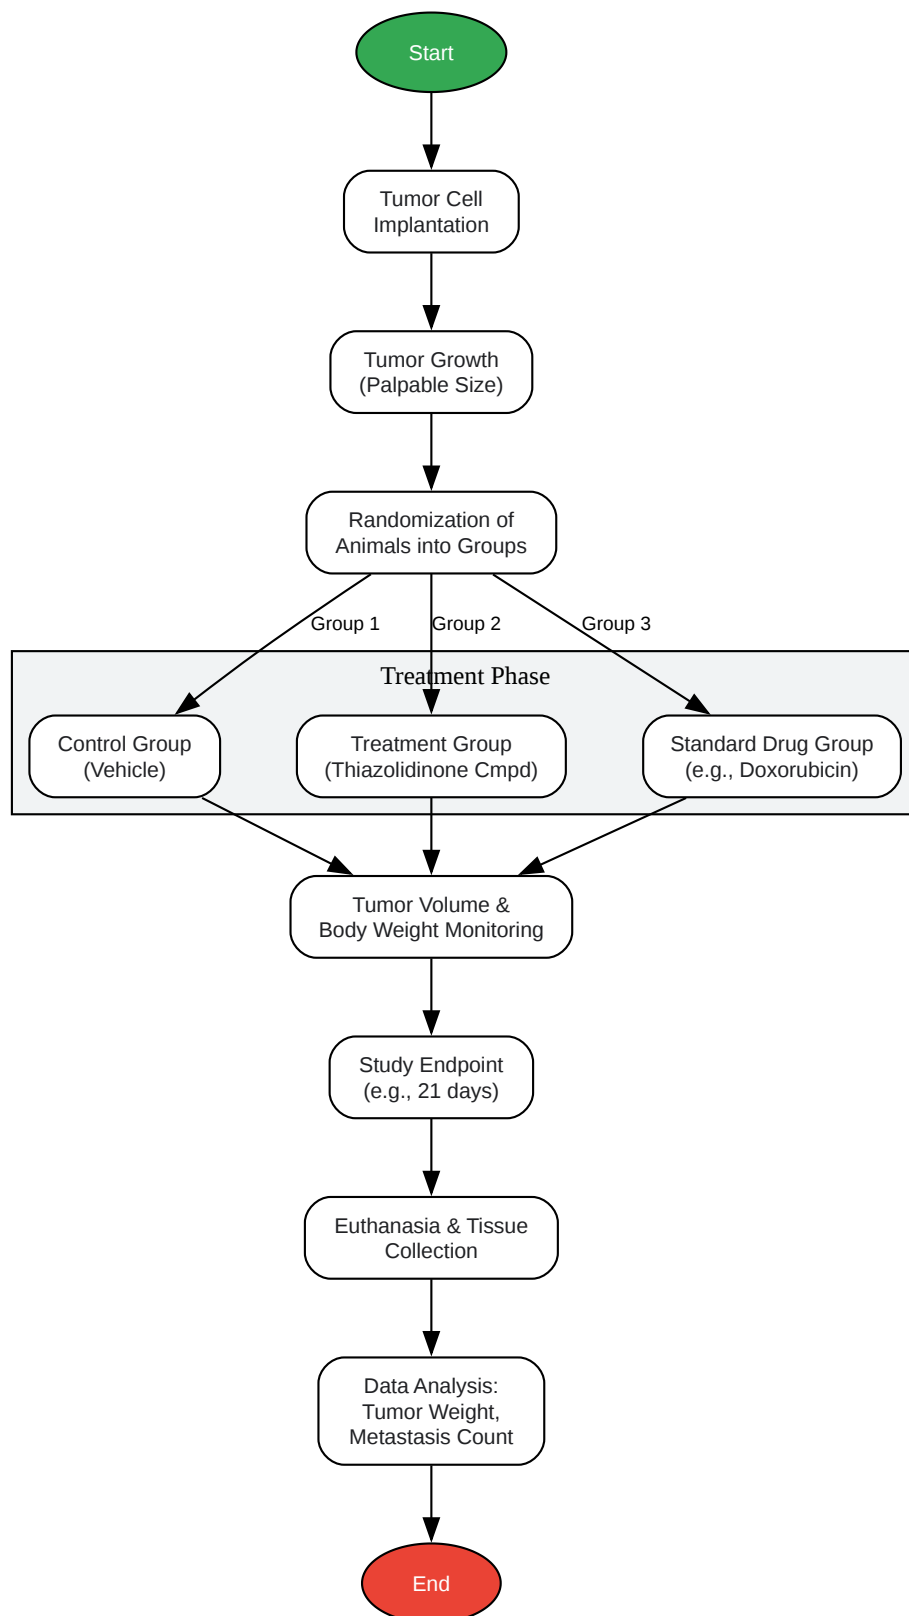 Start
Tumor Cell
Implantation
Tumor Growth
(Palpable Size)
Randomization of
Animals into Groups
Group 1
Group 2
Group 3
Treatment Phase
Control Group
(Vehicle)
Treatment Group
(Thiazolidinone Cmpd)
Standard Drug Group
(e.g., Doxorubicin)
Tumor Volume &
Body Weight Monitoring
Study Endpoint
(e.g., 21 days)
Euthanasia & Tissue
Collection
Data Analysis:
Tumor Weight,
Metastasis Count
End